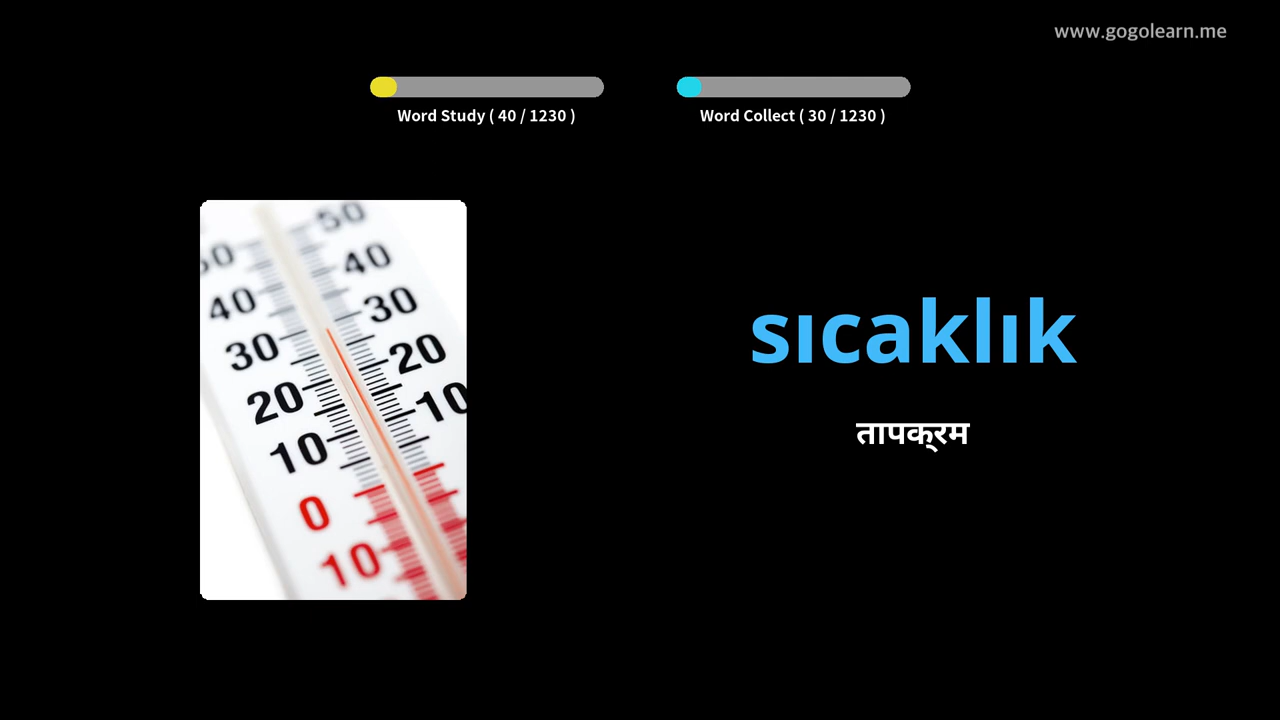 www.gogolearn.me
Word Study ( 40 / 1230 )
Word Collect ( 30 / 1230 )
50
50
40
40
30
30
20
20
10
10
0
10
sıcaklık
तापक्रम